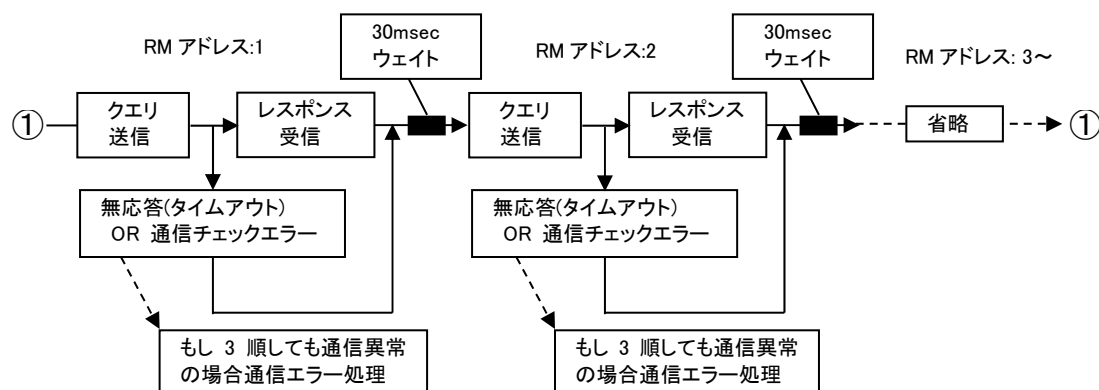 RM アドレス:1
30msec
ウェイト
RM アドレス:2
30msec
ウェイト
RM アドレス: 3～
①
クエリ
送信
レスポンス
受信
クエリ
送信
レスポンス
受信
省略
①
無応答(タイムアウト)
OR 通信チェックエラー
無応答(タイムアウト)
OR 通信チェックエラー
もし 3 順しても通信異常
の場合通信エラー処理
もし 3 順しても通信異常
の場合通信エラー処理